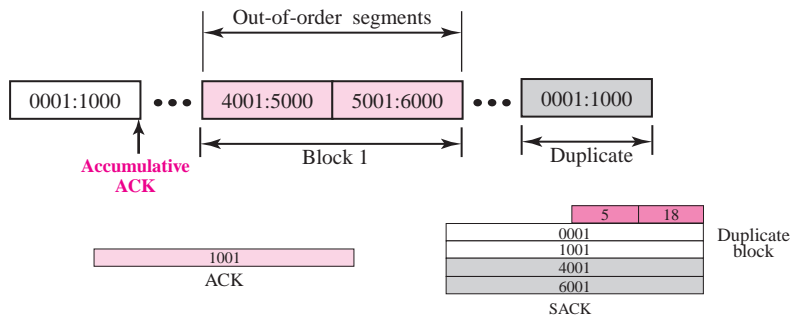 Out-of-order segments
0001:1000 ••• 4001:5000 5001:6000 ••• 0001:1000
Accumulative
ACK
Block 1
Duplicate
5 18
0001
1001
4001
6001
Duplicate
block
SACK
1001
ACK